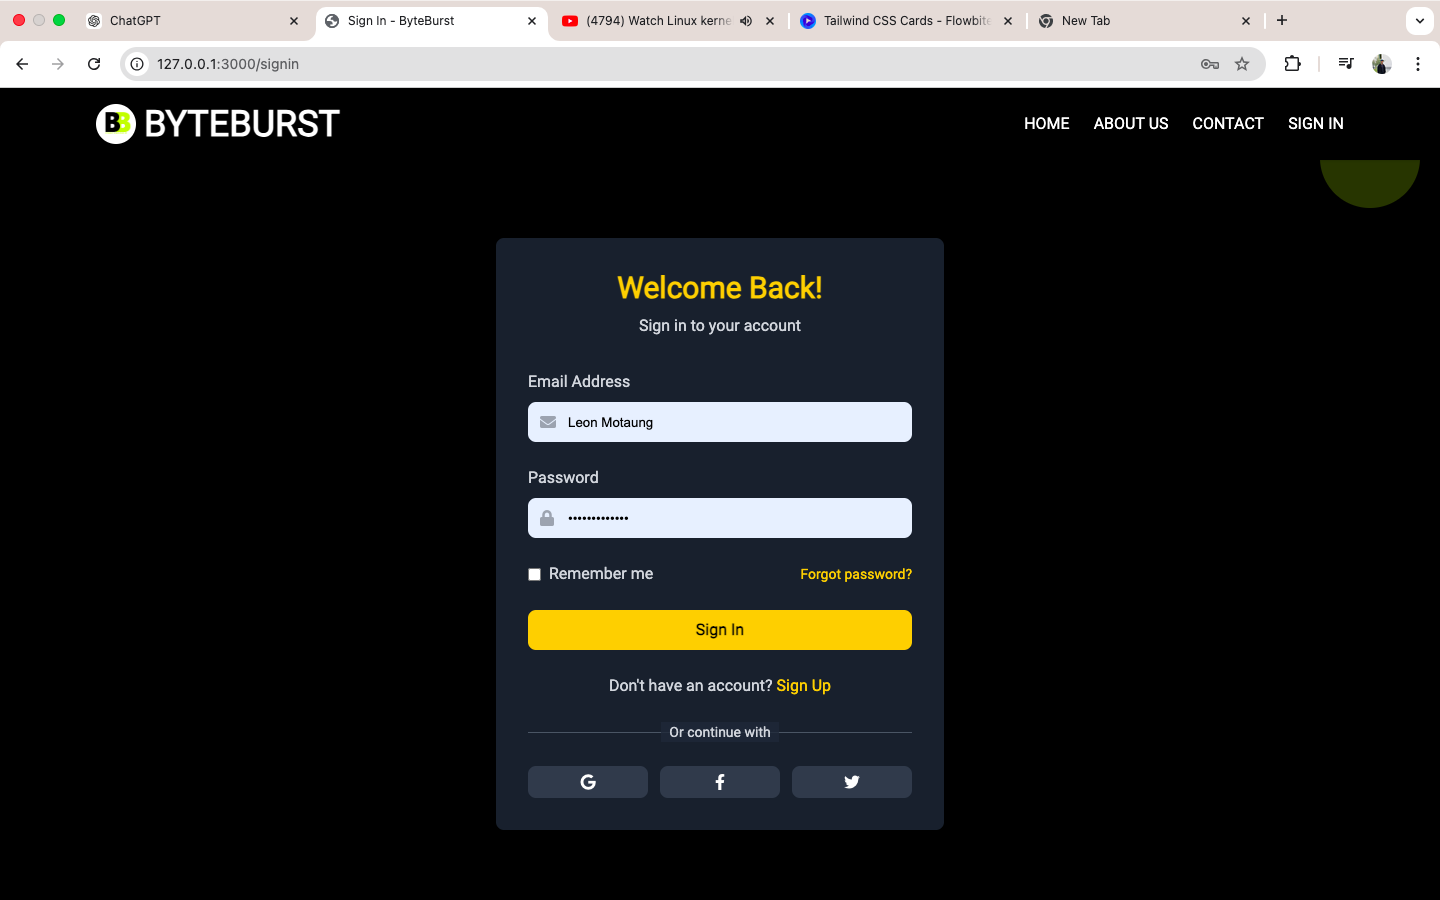 ChatGPT
Sign In - ByteBurst
(4794) Watch Linux kerne
Tailwind CSS Cards - Flowbite
New Tab
127.0.0.1:3000/signin
BB BYTEBURST
HOME ABOUT US CONTACT SIGN IN
Welcome Back!
Sign in to your account
Email Address
Leon Motaung
Password
•••••••••••••
Remember me
Forgot password?
Sign In
Don't have an account? Sign Up
Or continue with